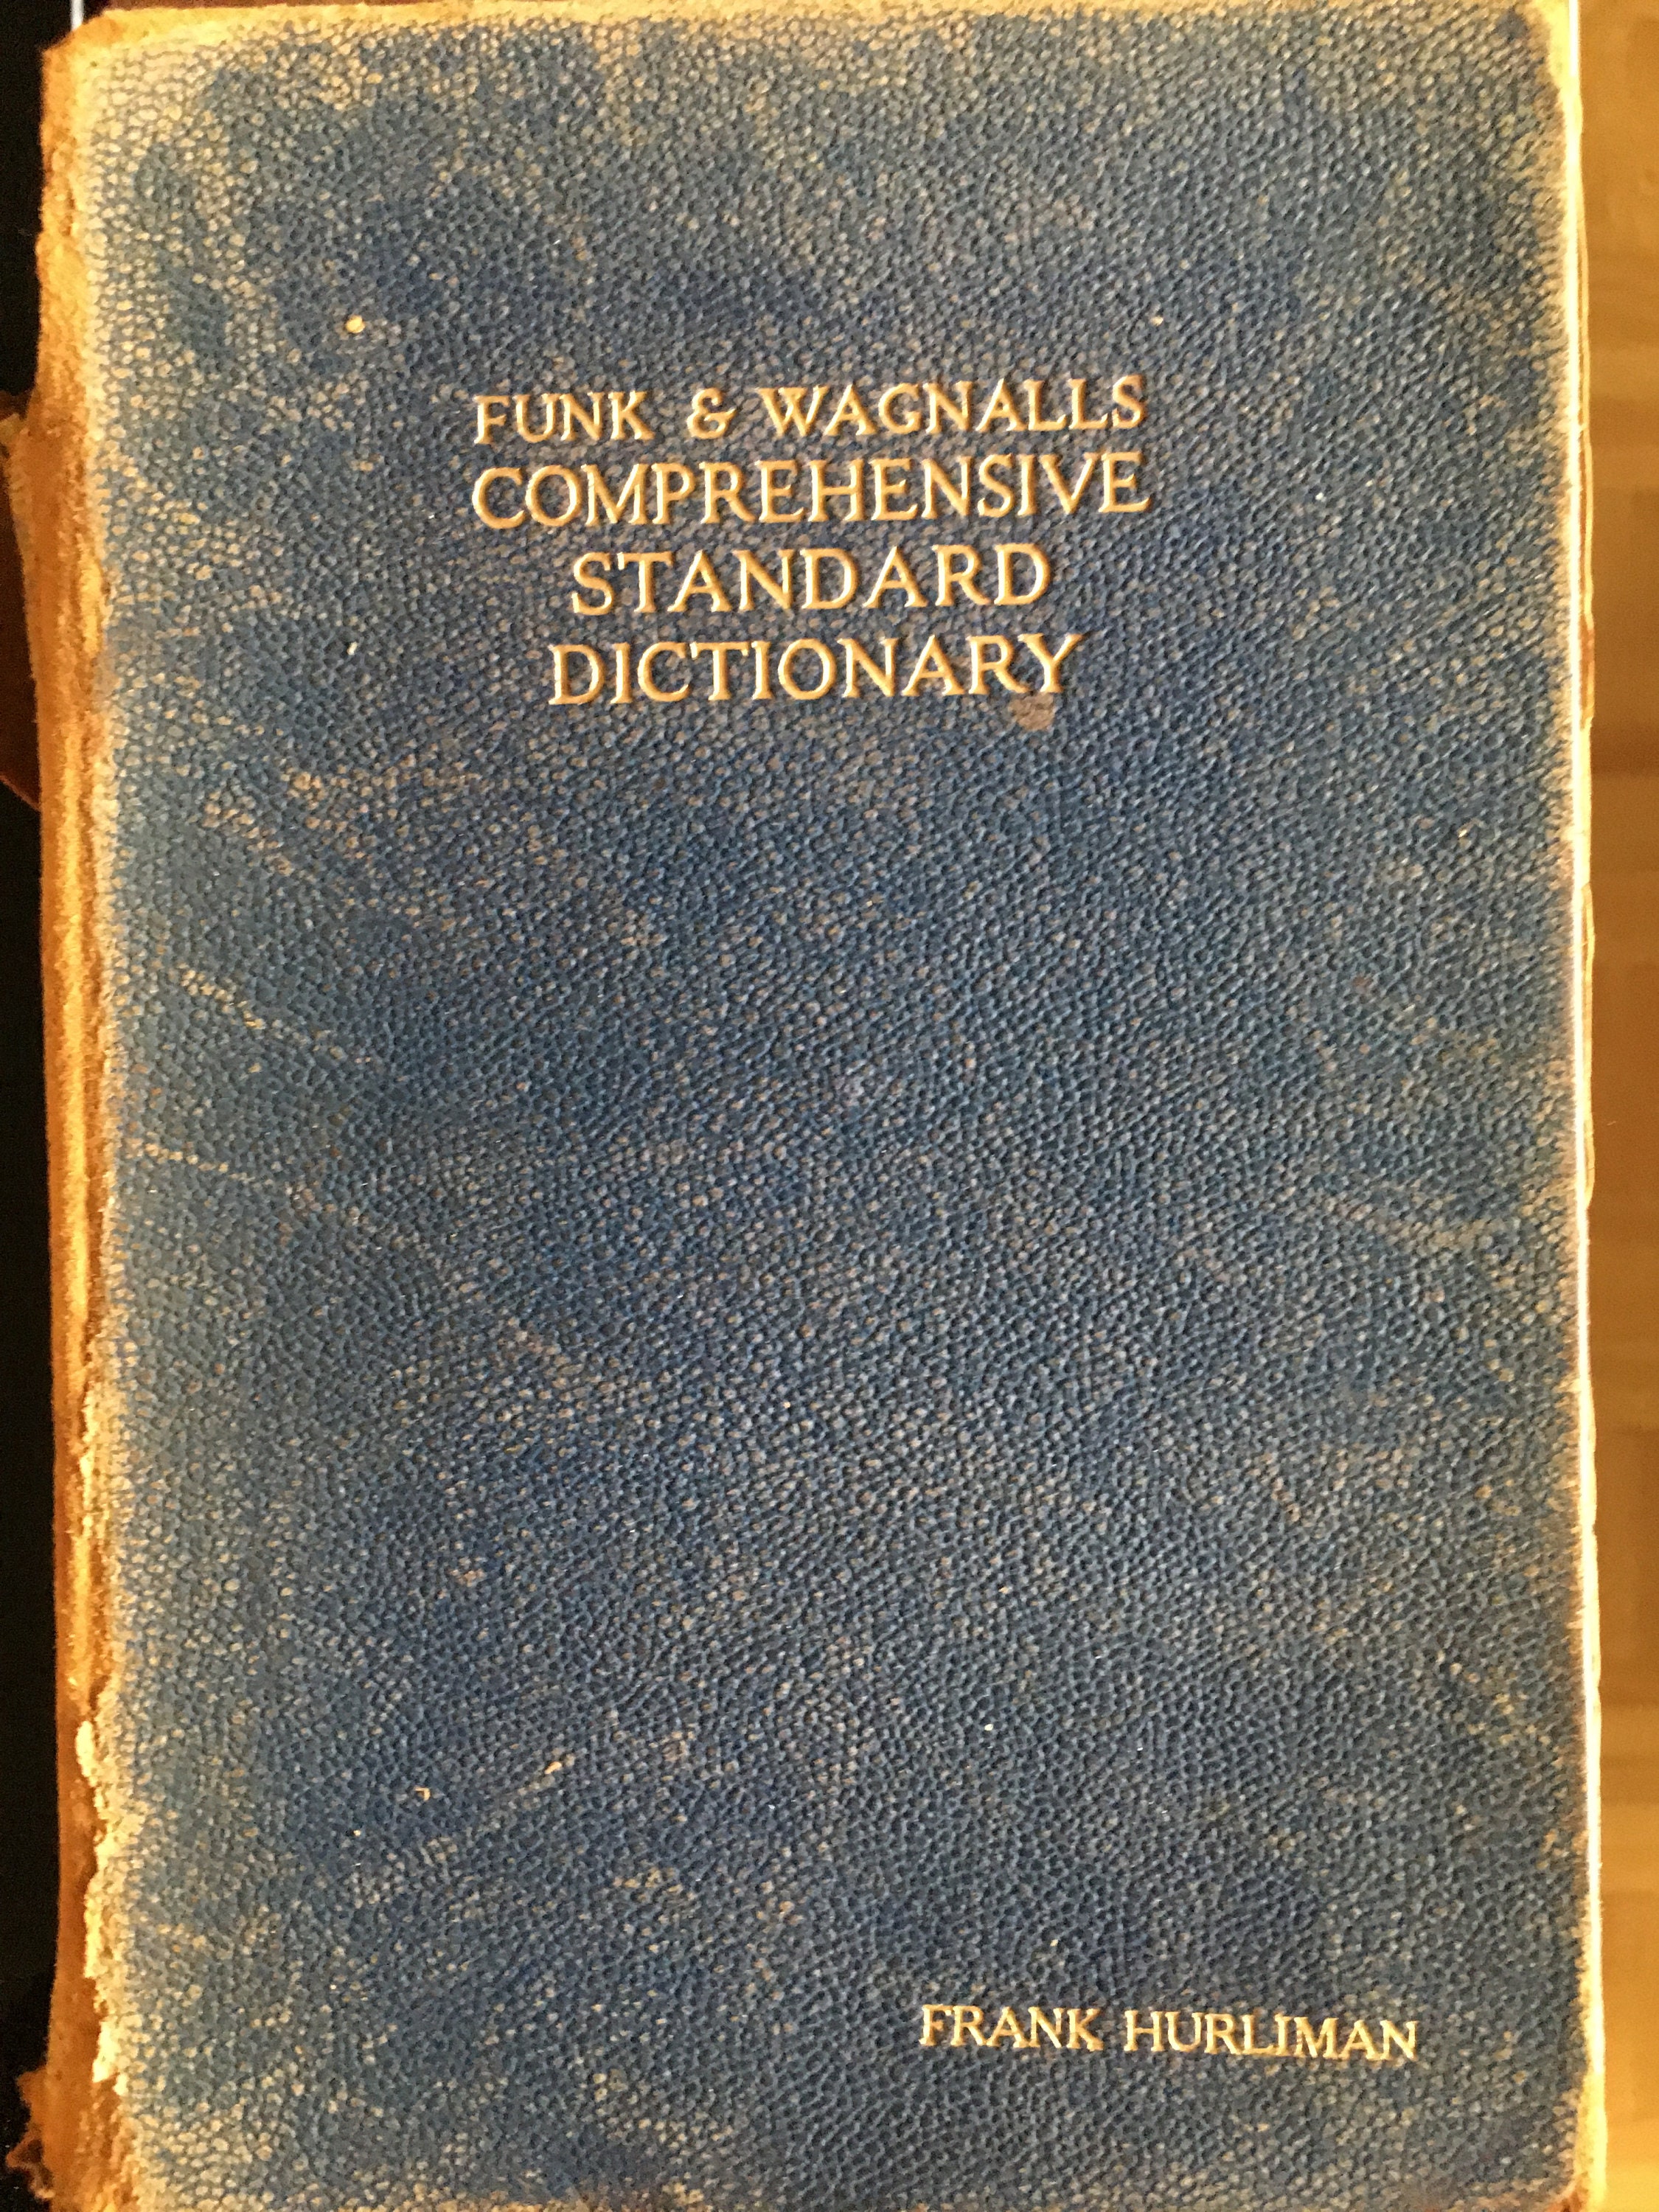 FUNK & WAGNALLS
COMPREHENSIVE
STANDARD
DICTIONARY
FRANK HURLIMAN